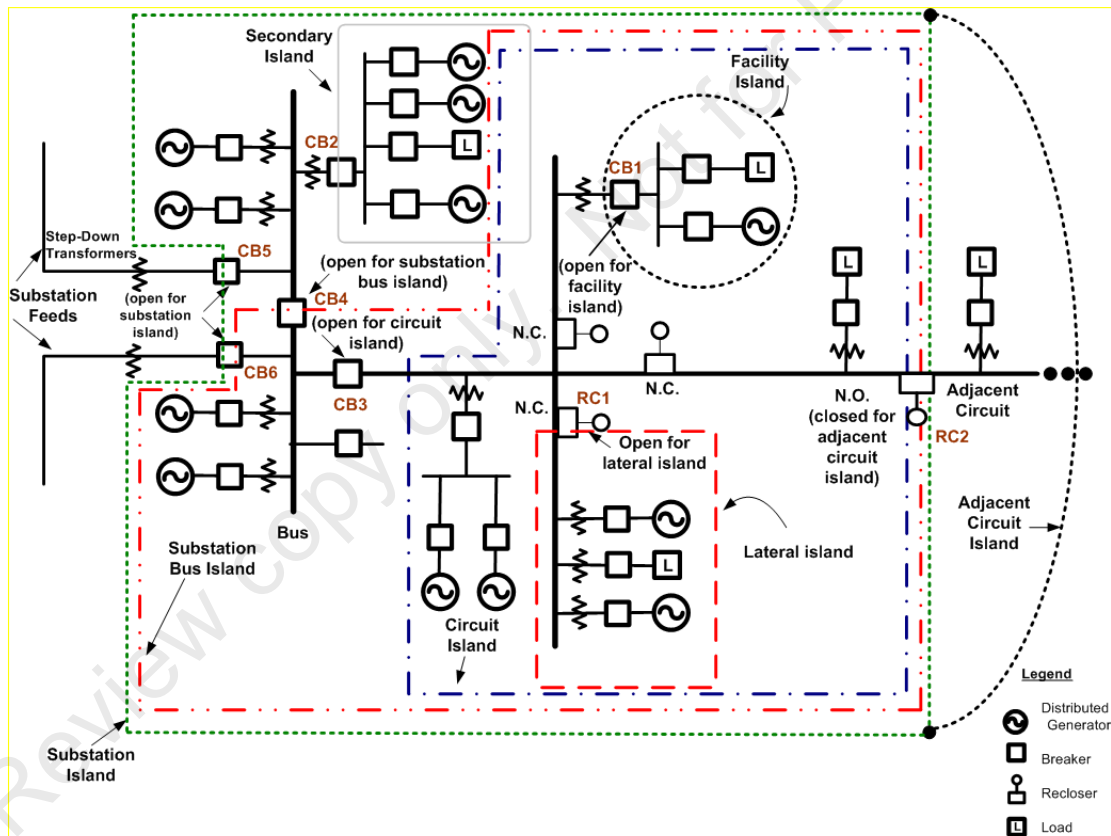 Secondary
Island
Facility
Island
CB2
CB1
L
L
Step-Down
Transformers
CB5
Substation
Feeds
(open for
substation
island)
(open for substation
bus island)
CB4
(open for circuit
island)
(open for
facility
island)
CB6
CB3
N.C.
N.C.
N.C.
RC1
Open for
lateral island
L
L
N.O.
(closed for
adjacent
circuit
island)
Adjacent
Circuit
RC2
Bus
Substation
Bus Island
Circuit
Island
L
Lateral island
Adjacent
Circuit
Island
Substation
Island
Legend
Distributed
Generator
Breaker
Recloser
L
Load
Review copy only
Not for